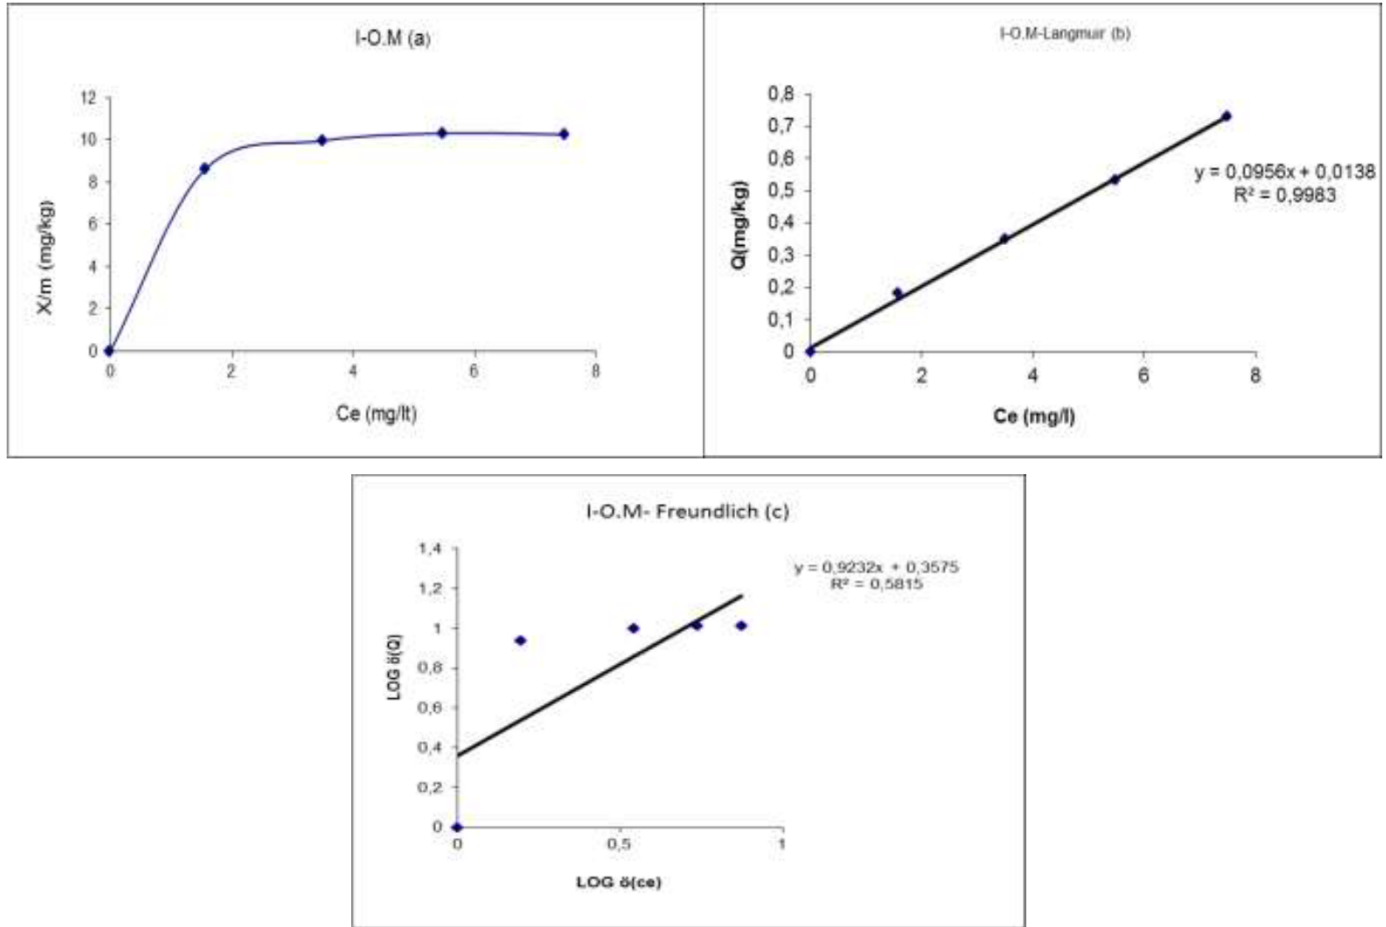 I-O.M (a)
X/m (mg/kg)
12
10
8
6
4
2
0
0 2 4 6 8
Ce (mg/lt)
I-O.M-Langmuir (b)
Q(mg/kg)
0,8
0,7
0,6
0,5
0,4
0,3
0,2
0,1
0
y = 0,0956x + 0,0138
R² = 0,9983
0 2 4 6 8
Ce (mg/l)
I-O.M- Freundlich (c)
LOG ö(Q)
1,4
1,2
1
0,8
0,6
0,4
0,2
0
y = 0,9232x + 0,3575
R² = 0,5815
0 0,5 1
LOG ö(ce)